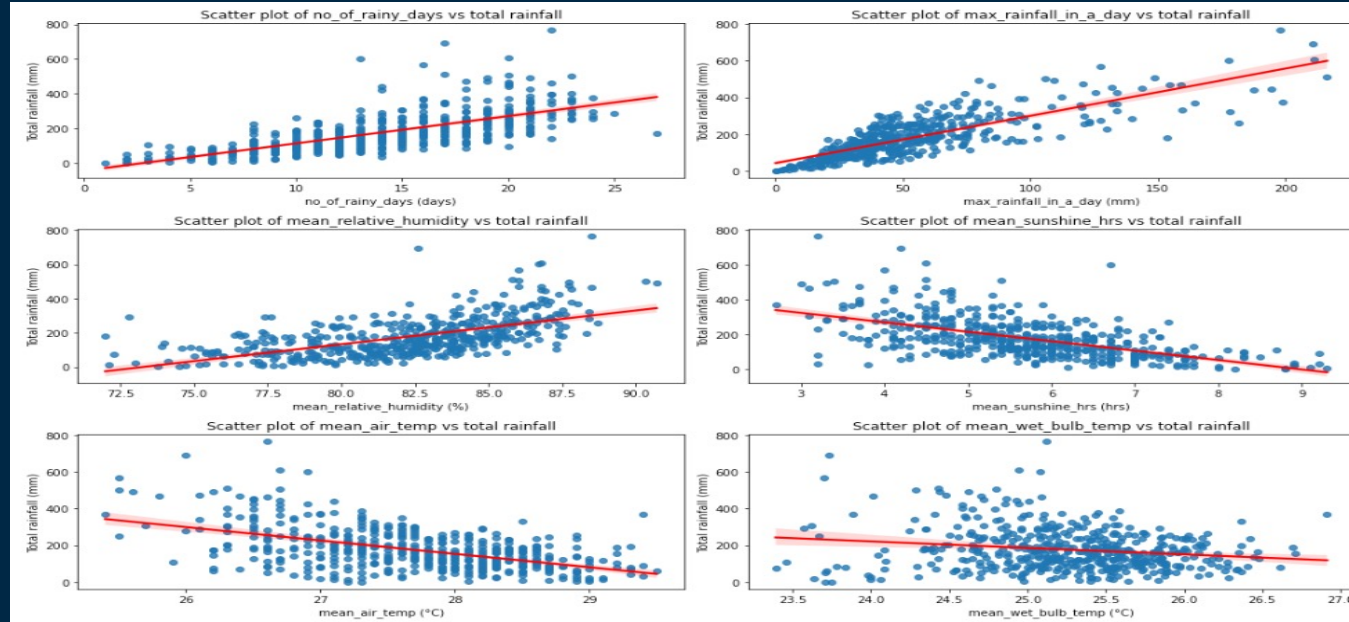 Scatter plot of no_of_rainy_days vs total rainfall
800
600
400
200
0
Total rainfall (mm)
0 5 10 15 20 25
no_of_rainy_days (days)
Scatter plot of max_rainfall_in_a_day vs total rainfall
800
600
400
200
0
Total rainfall (mm)
0 50 100 150 200
max_rainfall_in_a_day (mm)
Scatter plot of mean_relative_humidity vs total rainfall
800
600
400
200
0
Total rainfall (mm)
72.5 75.0 77.5 80.0 82.5 85.0 87.5 90.0
mean_relative_humidity (%)
Scatter plot of mean_sunshine_hrs vs total rainfall
800
600
400
200
0
Total rainfall (mm)
3 4 5 6 7 8 9
mean_sunshine_hrs (hrs)
Scatter plot of mean_air_temp vs total rainfall
800
600
400
200
0
Total rainfall (mm)
26 27 28 29
mean_air_temp (°C)
Scatter plot of mean_wet_bulb_temp vs total rainfall
800
600
400
200
0
Total rainfall (mm)
23.5 24.0 24.5 25.0 25.5 26.0 26.5 27.0
mean_wet_bulb_temp (°C)